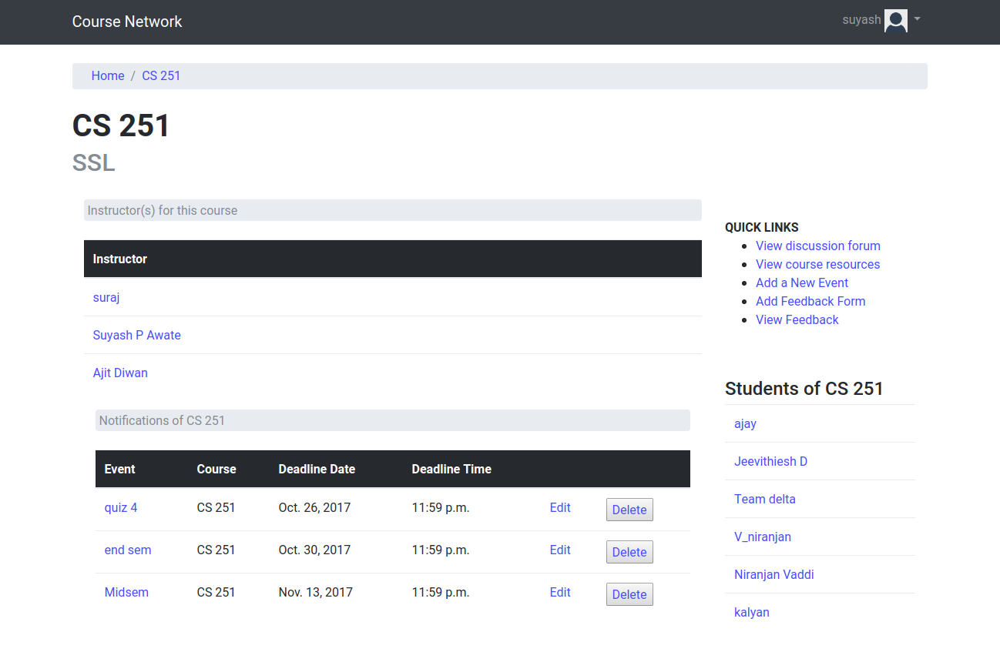 Course Network
suyash
Home / CS 251
CS 251
SSL
Instructor(s) for this course
Instructor
suraj
Suyash P Awate
Ajit Diwan
Notifications of CS 251
Event Course Deadline Date Deadline Time
quiz 4 CS 251 Oct. 26, 2017 11:59 p.m. Edit Delete
end sem CS 251 Oct. 30, 2017 11:59 p.m. Edit Delete
Midsem CS 251 Nov. 13, 2017 11:59 p.m. Edit Delete
QUICK LINKS
View discussion forum
View course resources
Add a New Event
Add Feedback Form
View Feedback
Students of CS 251
ajay
Jeevithiesh D
Team delta
V_niranjan
Niranjan Vaddi
kalyan